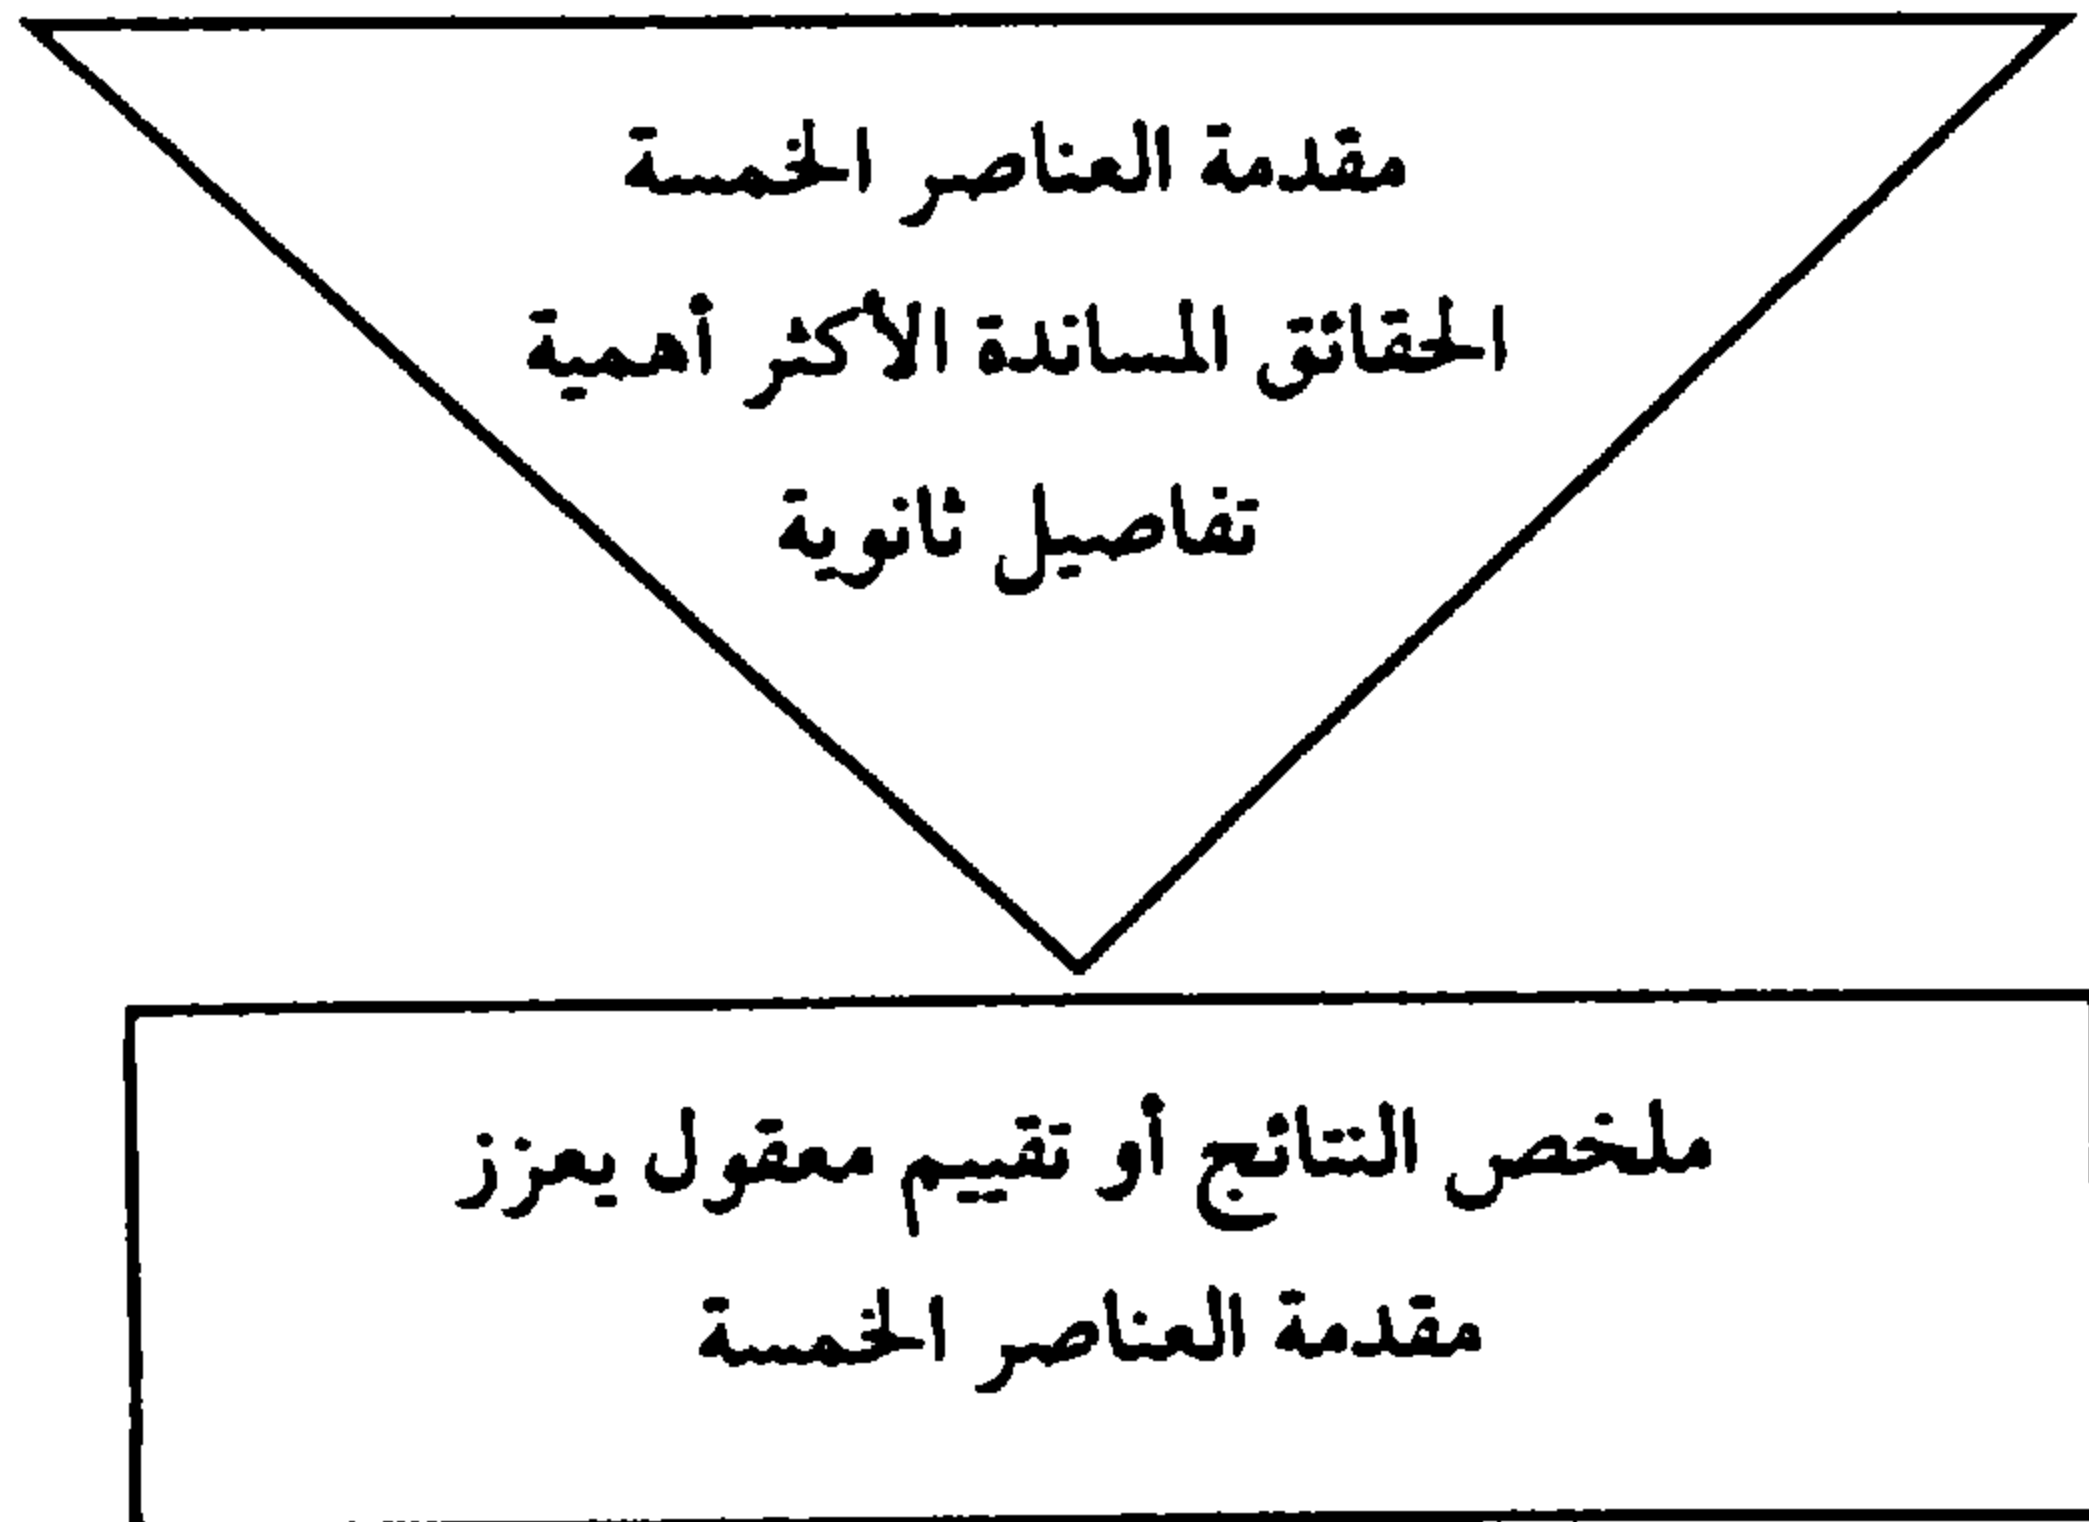 مقدمة العناصر الخمسة
الحقائق المساندة الأكثر أهمية
تفاصيل ثانوية
ملخص النتائج أو تقييم معقول يعزز
مقدمة العناصر الخمسة